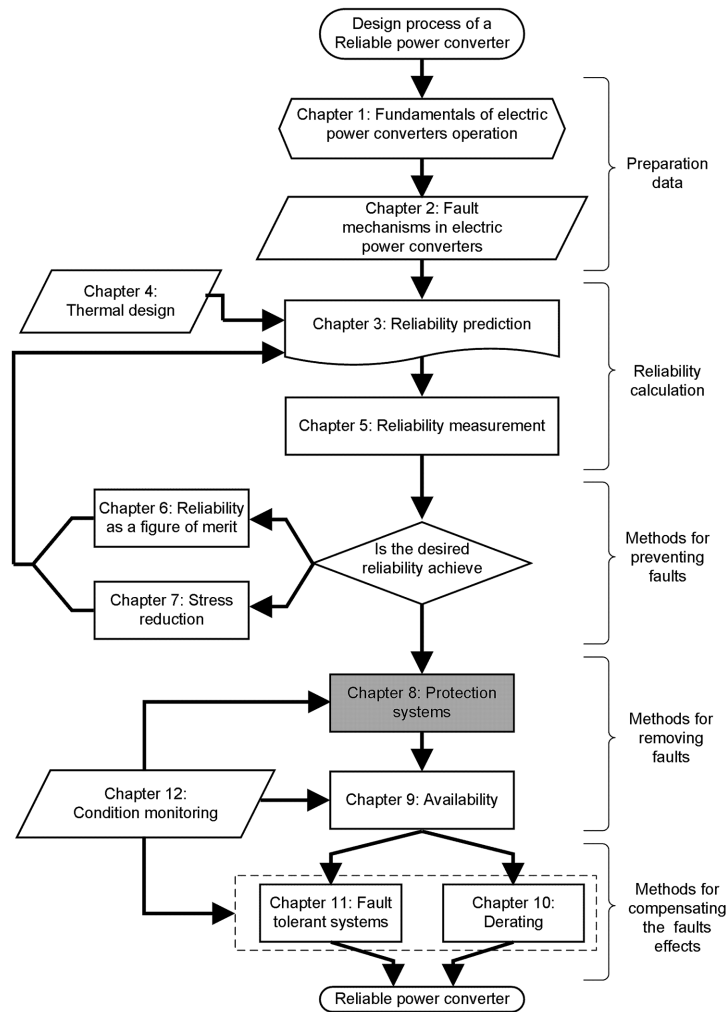 Design process of a
Reliable power converter
Chapter 1: Fundamentals of electric
power converters operation
Preparation
data
Chapter 2: Fault
mechanisms in electric
power converters
Chapter 4:
Thermal design
Chapter 3: Reliability prediction
Reliability
calculation
Chapter 5: Reliability measurement
Chapter 6: Reliability
as a figure of merit
Is the desired
reliability achieve
Methods for
preventing
faults
Chapter 7: Stress
reduction
Chapter 8: Protection
systems
Methods for
removing
faults
Chapter 12:
Condition monitoring
Chapter 9: Availability
Chapter 11: Fault
tolerant systems
Chapter 10:
Derating
Methods for
compensating
the faults
effects
Reliable power converter